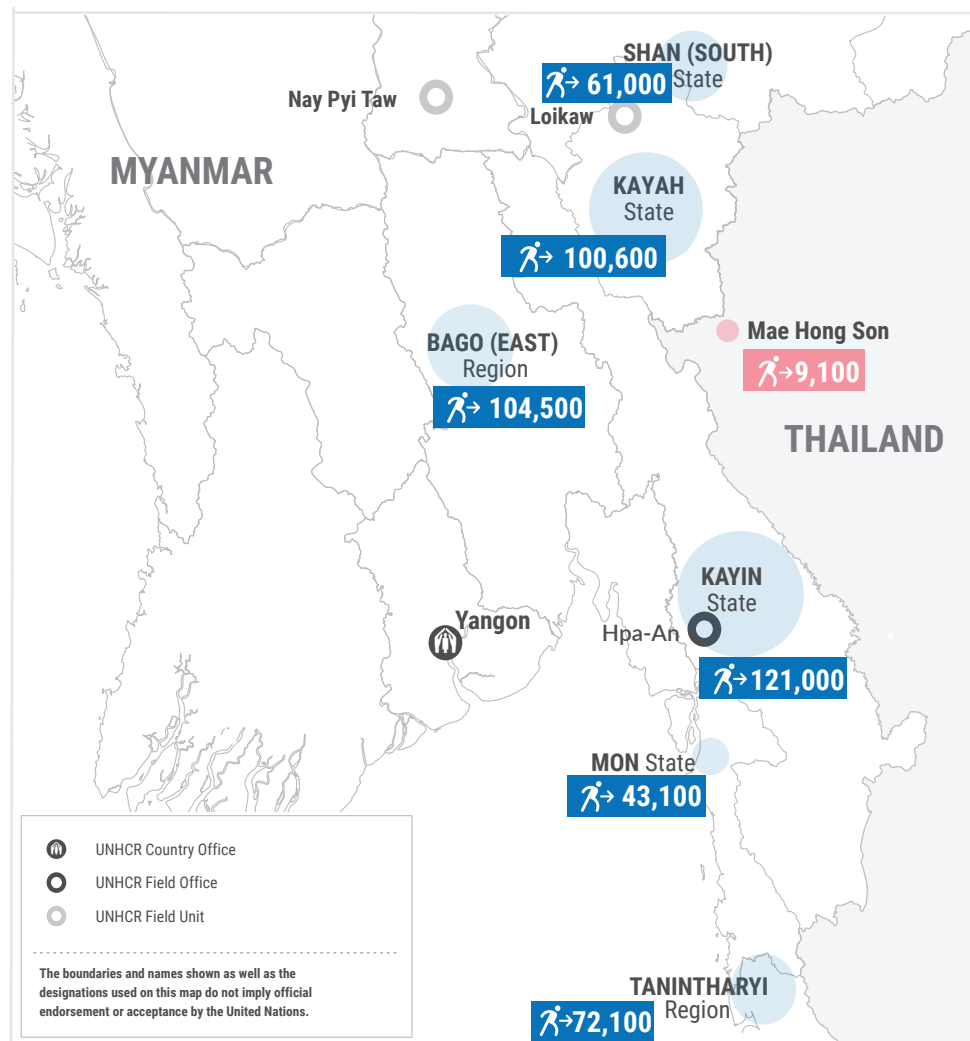 SHAN (SOUTH)
State
61,000
Nay Pyi Taw
Loikaw
MYANMAR
KAYAH
State
100,600
Mae Hong Son
9,100
BAGO (EAST)
Region
104,500
THAILAND
KAYIN
State
Yangon
Hpa-An
121,000
MON State
43,100
UNHCR Country Office
UNHCR Field Office
UNHCR Field Unit
The boundaries and names shown as well as the
designations used on this map do not imply official
endorsement or acceptance by the United Nations.
TANINTHARYI
Region
72,100